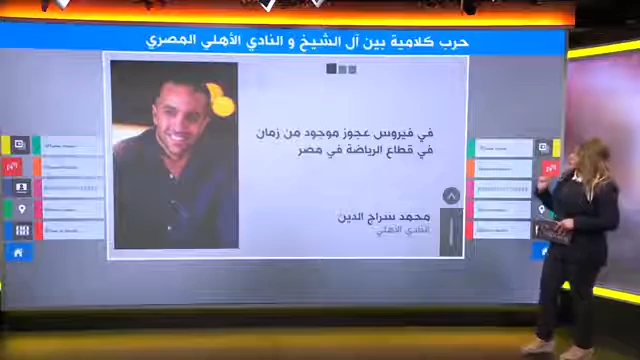 حرب كلامية بين آل الشيخ و النادي الأهلي المصري
في فيروس عجوز موجود من زمان
في قطاع الرياضة في مصر
محمد سراج الدين
النادي الأهلي